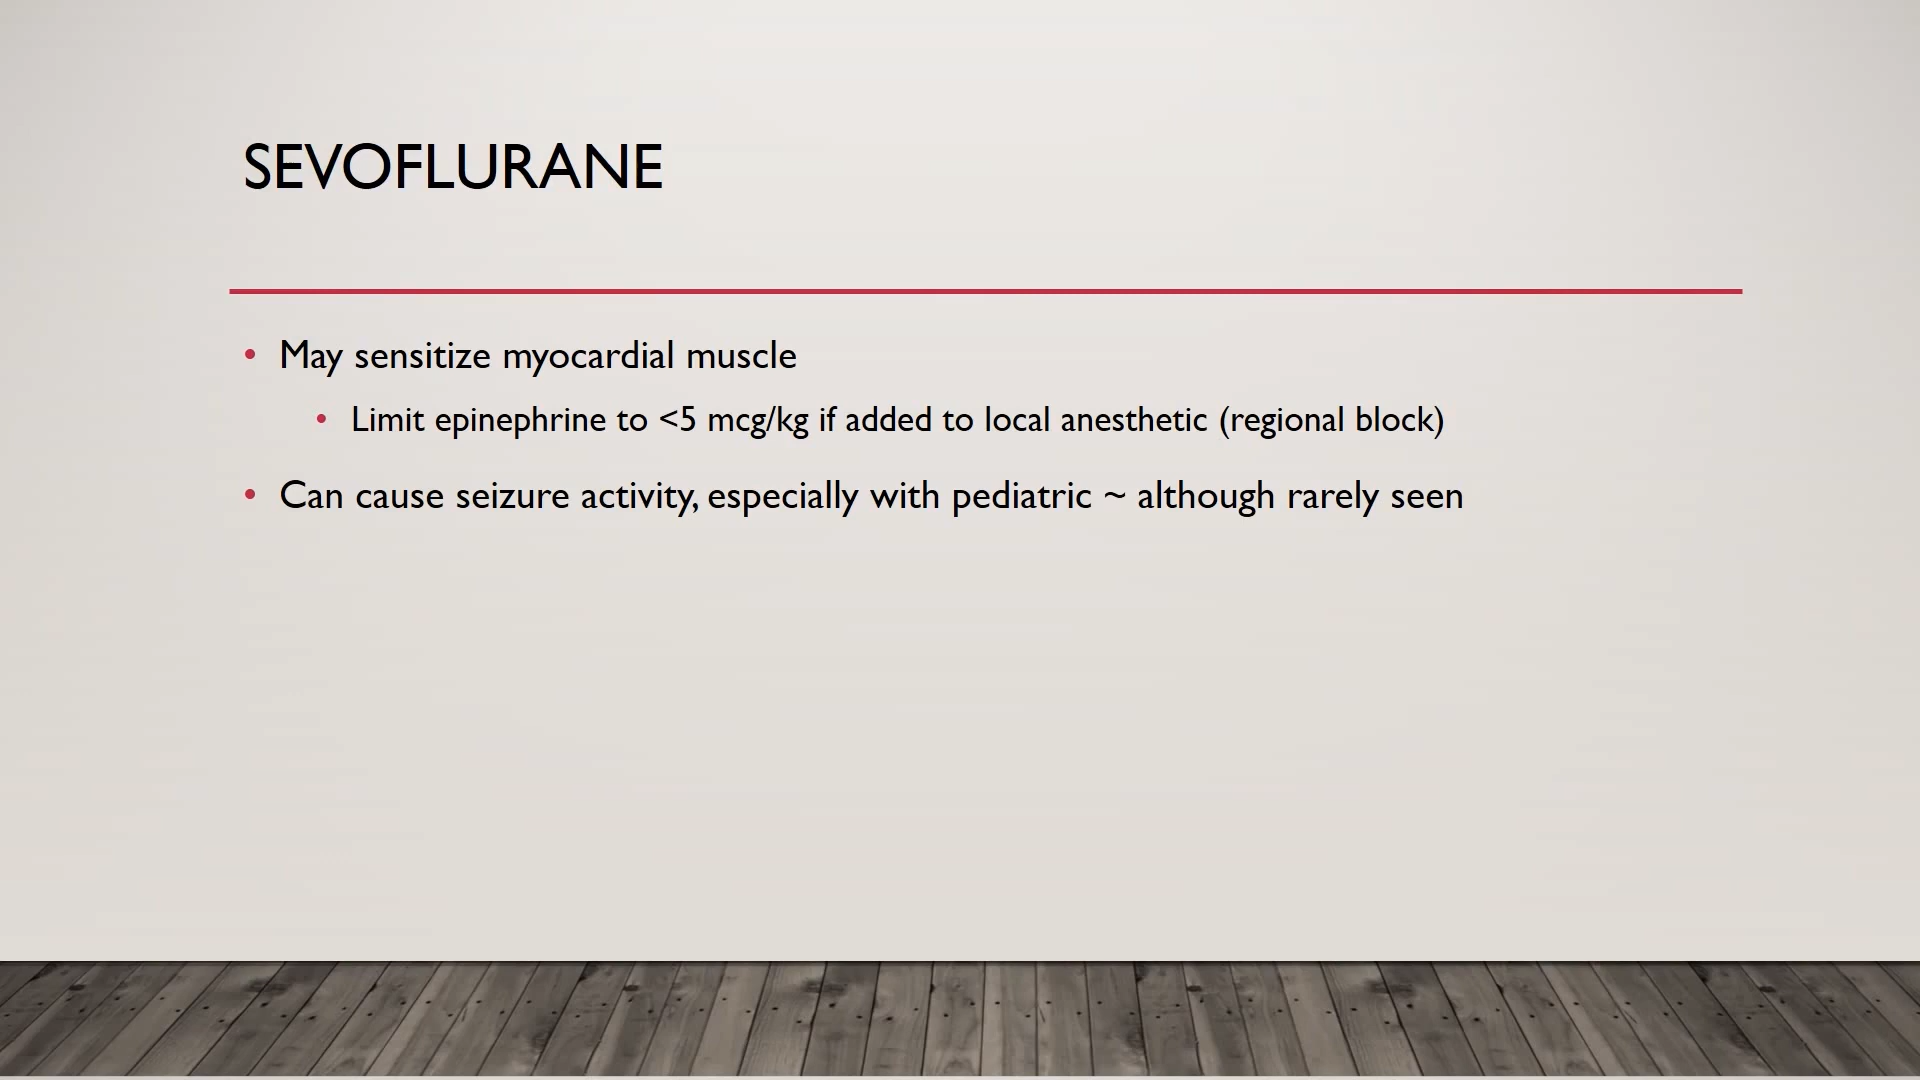 SEVOFLURANE
• May sensitize myocardial muscle
• Limit epinephrine to <5 mcg/kg if added to local anesthetic (regional block)
• Can cause seizure activity, especially with pediatric ~ although rarely seen